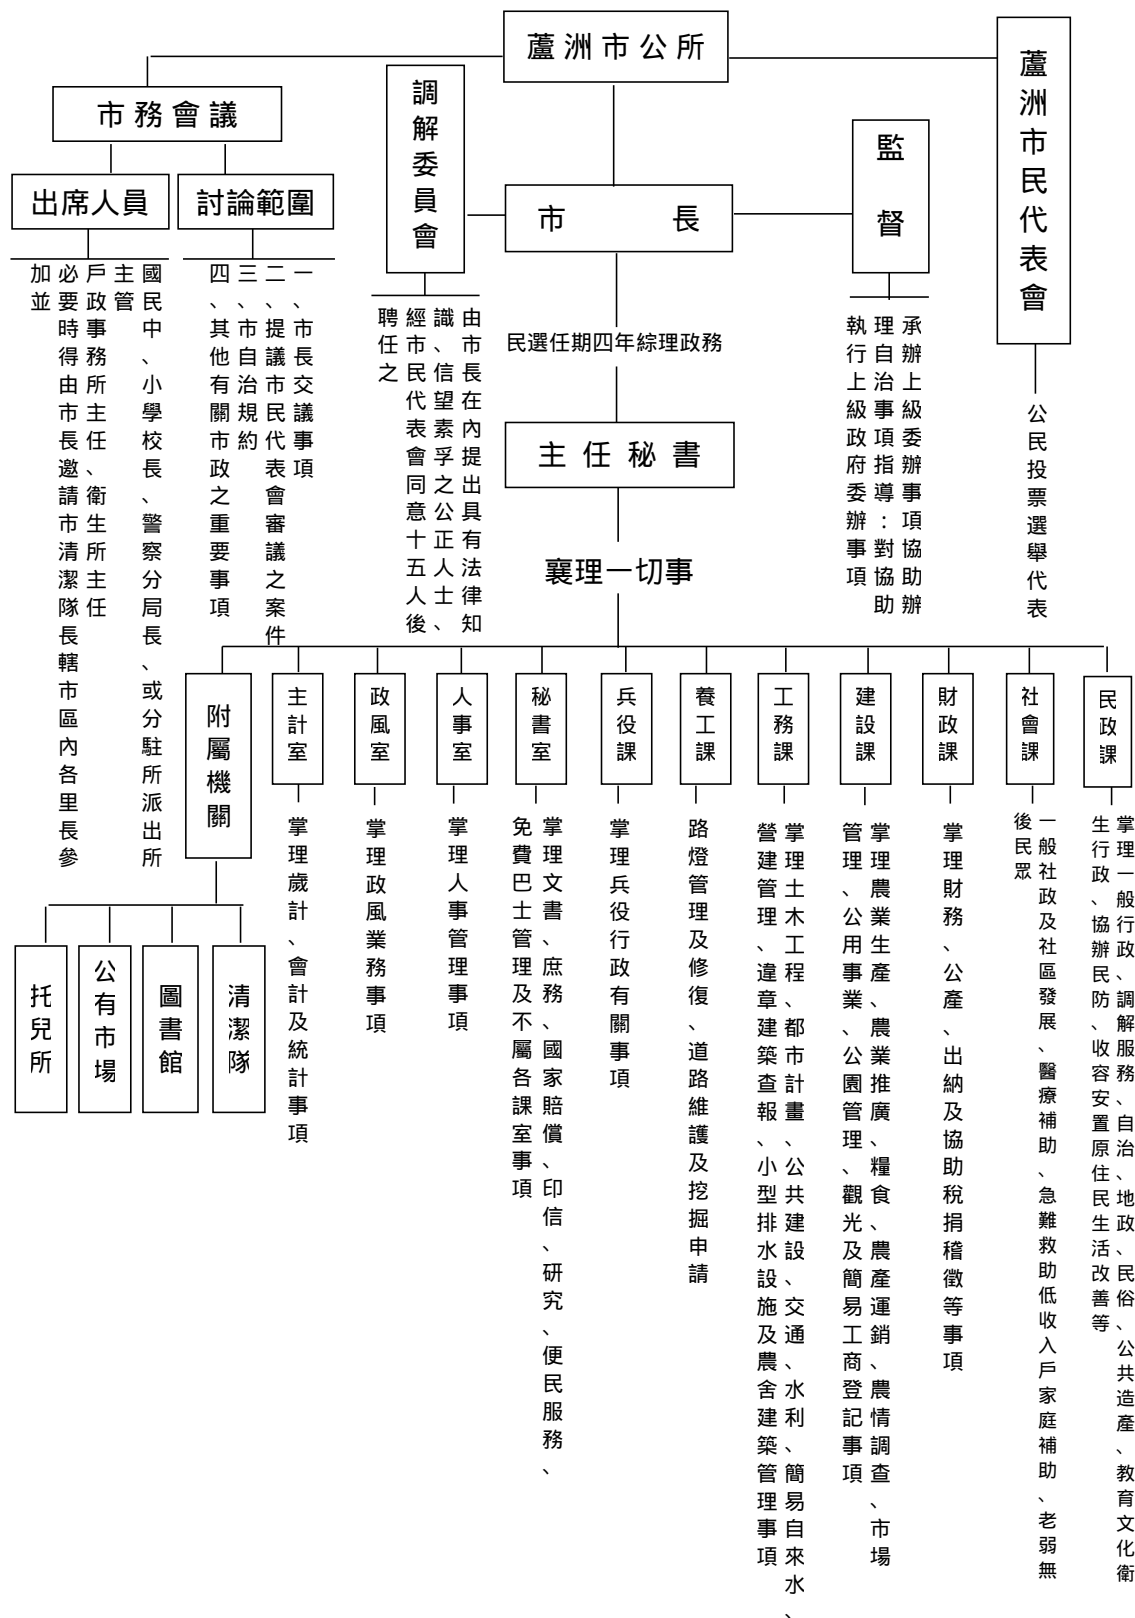 蘆洲市公所
蘆洲市民代表會
公民投票選舉代表
監督
承辦上級委辦事項協助辦
理自治事項指導：對協助
執行上級政府委辦事項
市長
民選任期四年綜理政務
主任秘書
襄理一切事
調解委員會
由市長在內提出具有法律知
識、信望素孚之公正人士、
經市民代表會同意十五人後
聘任之
市務會議
討論範圍
一、市長交議事項
二、提議市民代表會審議之案件
三、市自治規約
四、其他有關市政之重要事項
出席人員
國民中、小學校長、警察分局長、或分駐所派出所
主管
戶政事務所主任、衛生所主任
必要時得由市長邀請市清潔隊長轄市區內各里長參
加並
民政課
掌理一般行政、調解服務、自治、地政、民俗、公共造產、教育文化衛
生行政、協辦民防、收容安置原住民生活改善等
社會課
一般社政及社區發展、醫療補助、急難救助低收入戶家庭補助、老弱無
後民眾
財政課
掌理財務、公產、出納及協助稅捐稽徵等事項
建設課
掌理農業生產、農業推廣、糧食、農產運銷、農情調查、市場
管理、公用事業、公園管理、觀光及簡易工商登記事項
工務課
掌理土木工程、都市計畫、公共建設、交通、水利、簡易自來水、
營建管理、違章建築查報、小型排水設施及農舍建築管理事項
養工課
路燈管理及修復、道路維護及挖掘申請
兵役課
掌理兵役行政有關事項
秘書室
掌理文書、庶務、國家賠償、印信、研究、便民服務、
免費巴士管理及不屬各課室事項
人事室
掌理人事管理事項
政風室
掌理政風業務事項
主計室
掌理歲計、會計及統計事項
附屬機關
清潔隊
圖書館
公有市場
托兒所